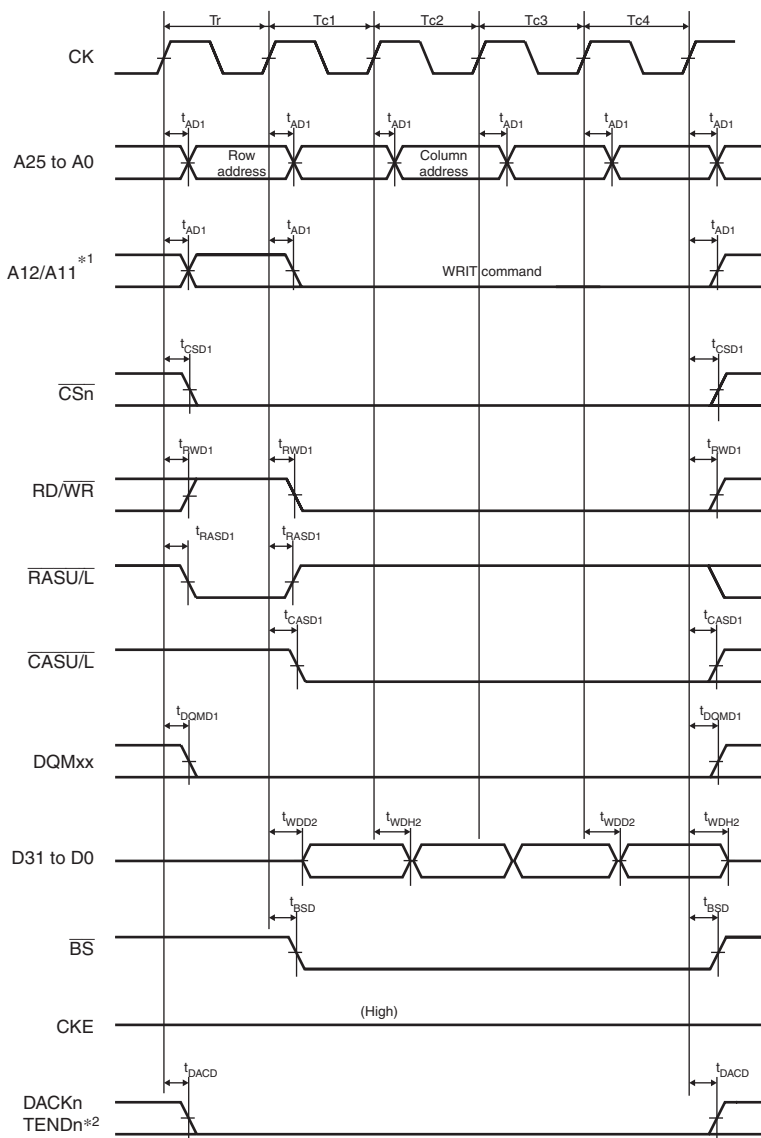 Tr Tc1 Tc2 Tc3 Tc4
CK
tAD1 tAD1 tAD1 tAD1 tAD1 tAD1
A25 to A0
Row address
Column address
tAD1 tAD1 tAD1
A12/A11*1
WRIT command
tCSD1 tCSD1
CSn
tRWD1 tRWD1 tRWD1
RD/WR
tRASD1 tRASD1
RASU/L
tCASD1 tCASD1
CASU/L
tDQMD1 tDQMD1
DQMxx
tWDD2 tWDH2 tWDD2 tWDH2
D31 to D0
tBSD tBSD
BS
(High)
CKE
tDACD tDACD
DACKn
TENDn*2